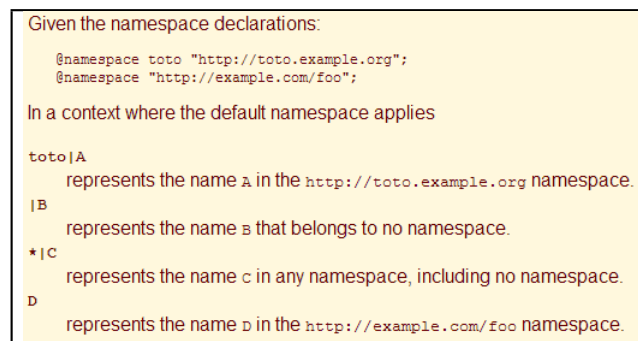 Given the namespace declarations:
@namespace toto "http://toto.example.org";
@namespace "http://example.com/foo";
In a context where the default namespace applies
toto|A
represents the name A in the http://toto.example.org namespace.
|B
represents the name B that belongs to no namespace.
*|C
represents the name C in any namespace, including no namespace.
D
represents the name D in the http://example.com/foo namespace.